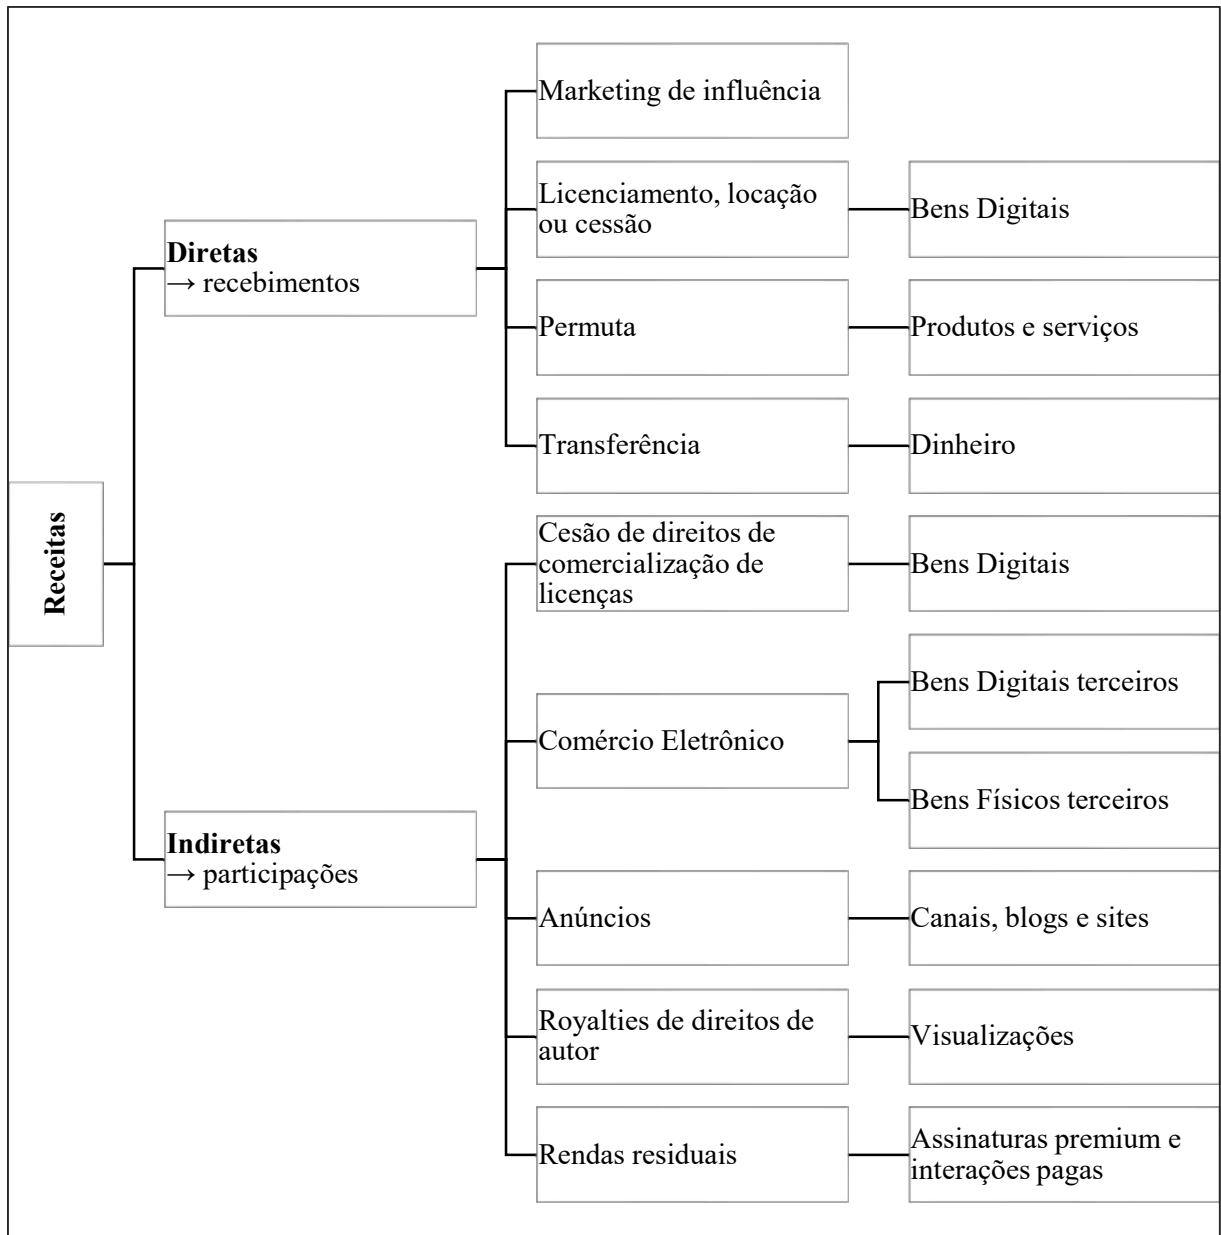 Receitas
Diretas
→ recebimentos
Marketing de influência
Licenciamento, locação
ou cessão
Bens Digitais
Permuta
Produtos e serviços
Transferência
Dinheiro
Indiretas
→ participações
Cesão de direitos de
comercialização de
licenças
Bens Digitais
Comércio Eletrônico
Bens Digitais terceiros
Bens Físicos terceiros
Anúncios
Canais, blogs e sites
Royalties de direitos de
autor
Visualizações
Rendas residuais
Assinaturas premium e
interações pagas